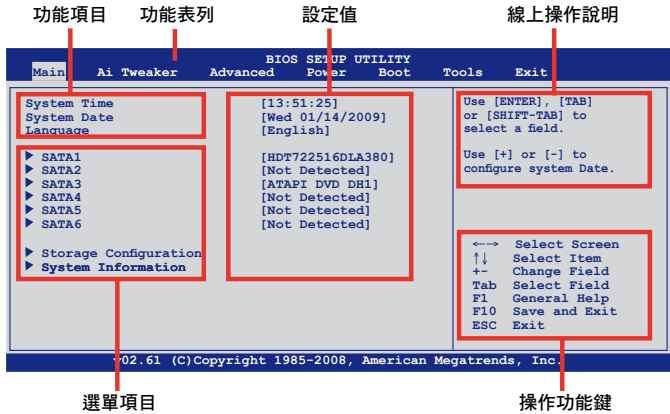 功能項目 功能表列 設定值 線上操作說明
BIOS SETUP UTILITY
Main Ai Tweaker Advanced Power Boot Tools Exit
System Time [13:51:25]
System Date [Wed 01/14/2009]
Language [English]
SATA1 [HDT722516DLA380]
SATA2 [Not Detected]
SATA3 [ATAPI DVD DH1]
SATA4 [Not Detected]
SATA5 [Not Detected]
SATA6 [Not Detected]
Storage Configuration
System Information
Use [ENTER], [TAB]
or [SHIFT-TAB] to
select a field.
Use [+] or [-] to
configure system Date.
←→ Select Screen
↑↓ Select Item
+- Change Field
Tab Select Field
F1 General Help
F10 Save and Exit
ESC Exit
v02.61 (C)Copyright 1985-2008, American Megatrends, Inc.
選單項目 操作功能鍵